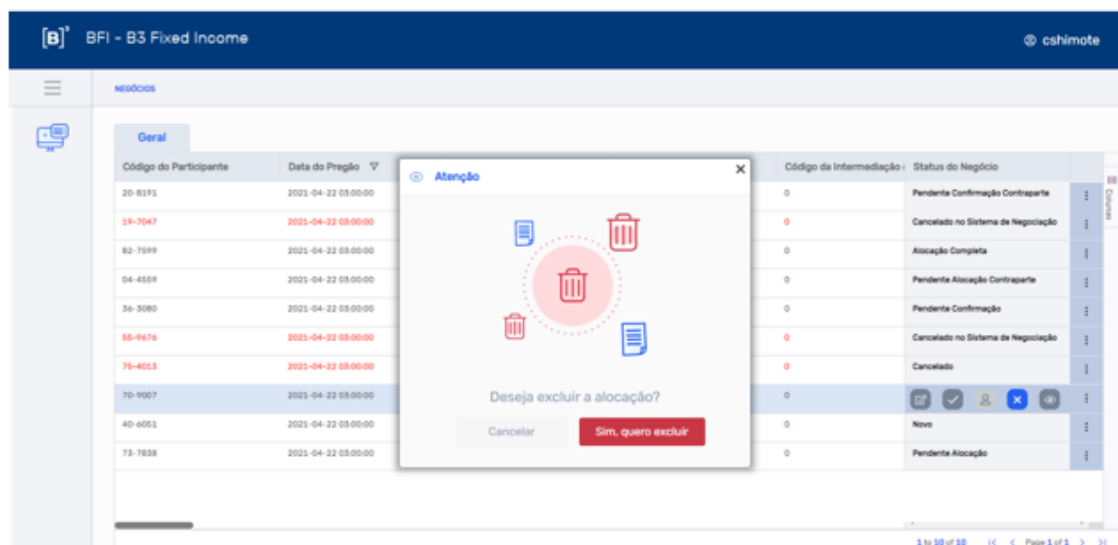 [B]³ BFI - B3 Fixed Income cshimote
NEGÓCIOS
Geral
Código do Participante Data do Pregão Código da Intermediação Status do Negócio
Atenção ×
Colunas
20-8191 2021-04-22 03:00:00 0 Pendente Confirmação Contraparte
19-7047 2021-04-22 03:00:00 0 Cancelado no Sistema de Negociação
82-7599 2021-04-22 03:00:00 0 Alocação Completa
04-4559 2021-04-22 03:00:00 0 Pendente Alocação Contraparte
36-3080 2021-04-22 03:00:00 0 Pendente Confirmação
55-9676 2021-04-22 03:00:00 0 Cancelado no Sistema de Negociação
75-4013 2021-04-22 03:00:00 0 Cancelado
70-9007 2021-04-22 03:00:00 0
Deseja excluir a alocação?
40-6051 2021-04-22 03:00:00 0 Novo
Cancelar Sim, quero excluir
73-7838 2021-04-22 03:00:00 0 Pendente Alocação
1 to 10 of 10 Page 1 of 1